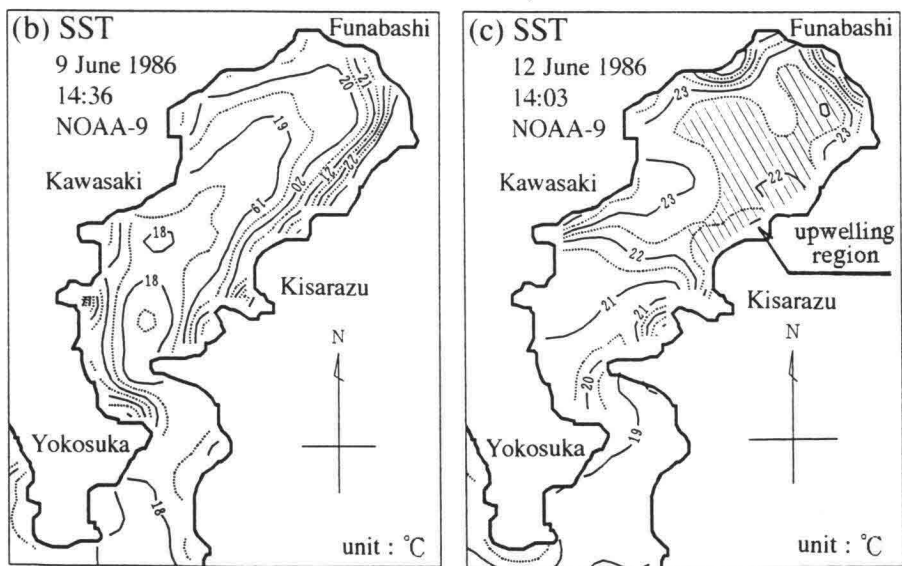 (b) SST
Funabashi
9 June 1986
14:36
NOAA-9
21
20
19
22
21
20
19
Kawasaki
18
18
Kisarazu
N
Yokosuka
18
unit : °C
(c) SST
Funabashi
12 June 1986
14:03
NOAA-9
23
23
22
Kawasaki
23
upwelling
region
22
Kisarazu
21
21
N
20
19
Yokosuka
unit : °C